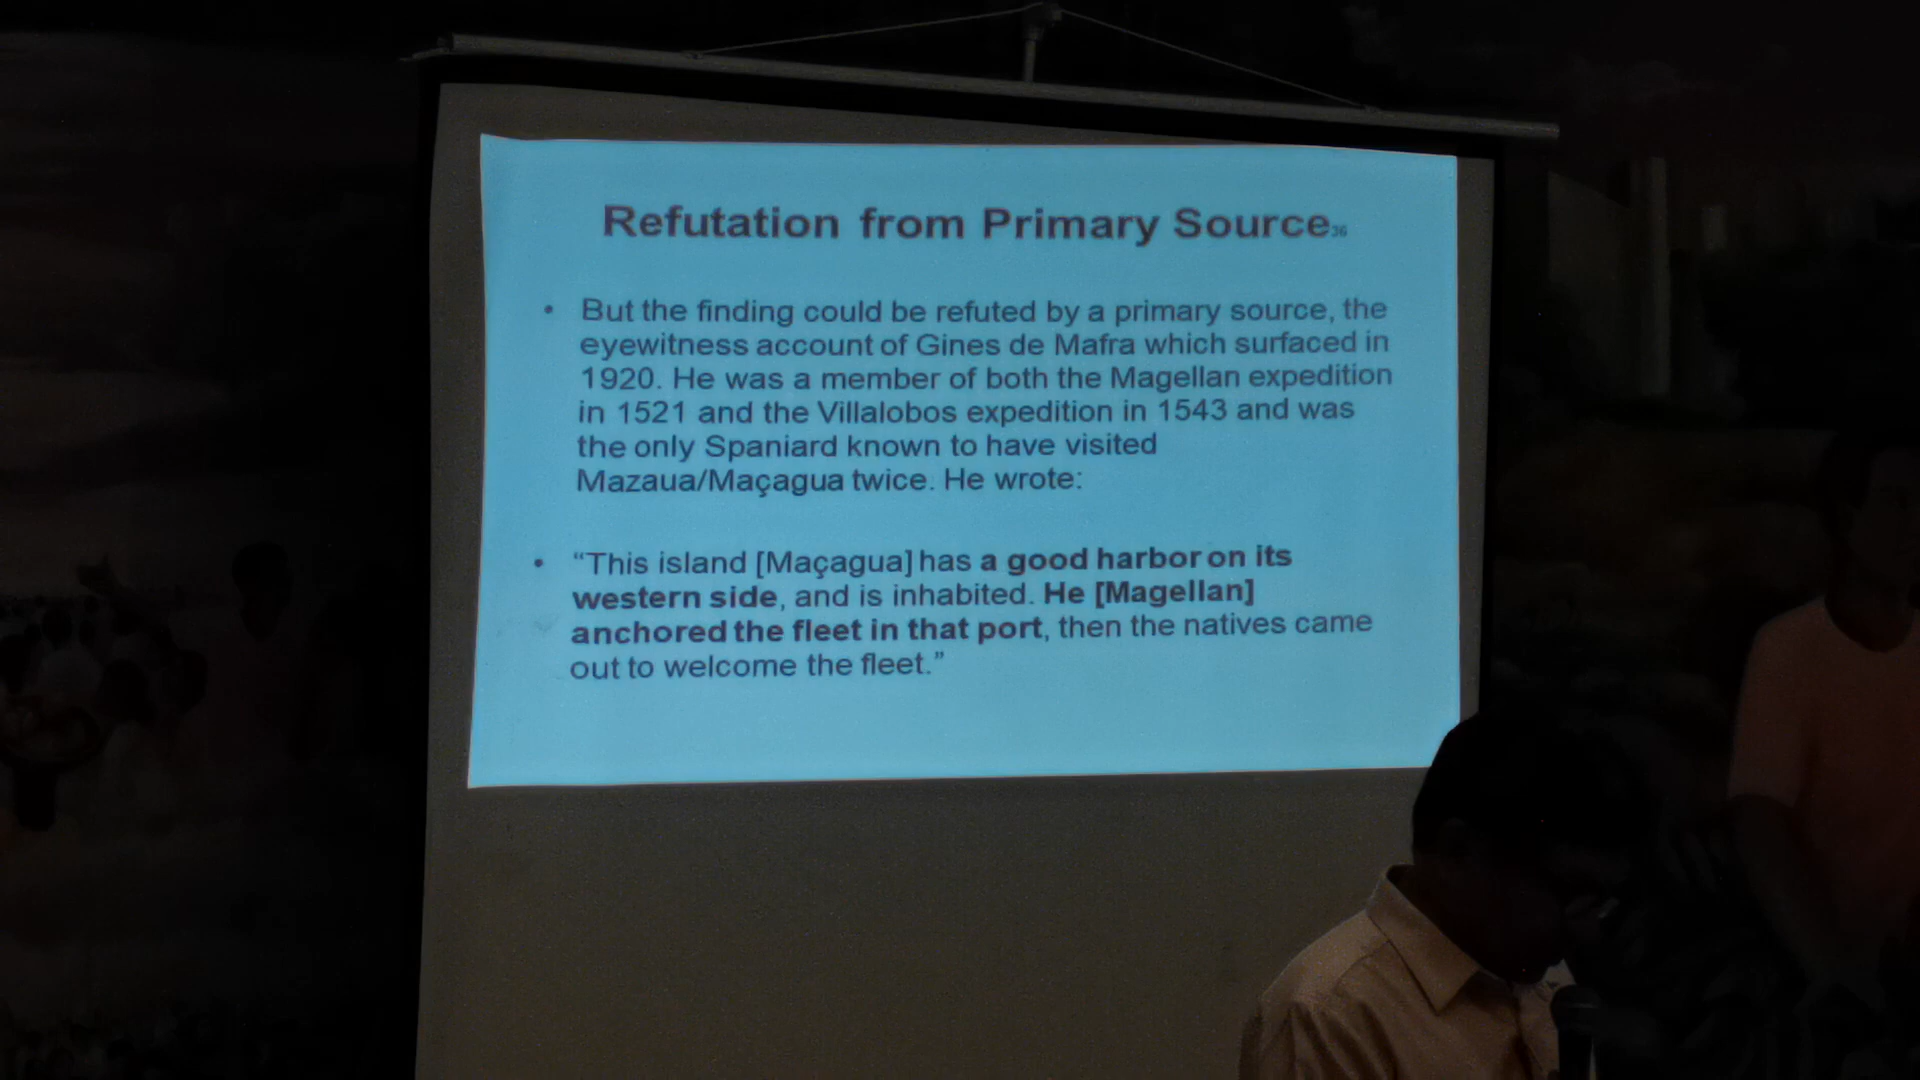 Refutation from Primary Source36
• But the finding could be refuted by a primary source, the
eyewitness account of Gines de Mafra which surfaced in
1920. He was a member of both the Magellan expedition
in 1521 and the Villalobos expedition in 1543 and was
the only Spaniard known to have visited
Mazaua/Maçagua twice. He wrote:
• “This island [Maçagua] has a good harbor on its
western side, and is inhabited. He [Magellan]
anchored the fleet in that port, then the natives came
out to welcome the fleet.”